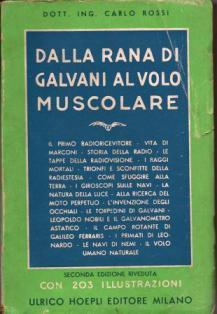 DOTT. ING. CARLO ROSSI
DALLA RANA DI
GALVANI AL VOLO
MUSCOLARE
IL PRIMO RADIORICEVITORE - VITA DI
MARCONI - STORIA DELLA RADIO - LE
TAPPE DELLA RADIOVISIONE - I RAGGI
MORTALI - TRIONFI E SCONFITTE DELLA
RADIESTESIA - COME SFUGGIRE ALLA
TERRA - I GIROSCOPI SULLE NAVI - LA
NATURA DELLA LUCE - ALLA RICERCA DEL
MOTO PERPETUO - L'INVENZIONE DEGLI
OCCHIALI - LE TORPEDINI DI GALVANI -
LEOPOLDO NOBILI E IL GALVANOMETRO
ASTATICO - IL CAMPO ROTANTE DI
GALILEO FERRARIS - I PRIMATI DI LEO-
NARDO - LE NAVI DI NEMI - IL VOLO
UMANO NATURALE
SECONDA EDIZIONE RIVEDUTA
CON 203 ILLUSTRAZIONI
ULRICO HOEPLI EDITORE MILANO